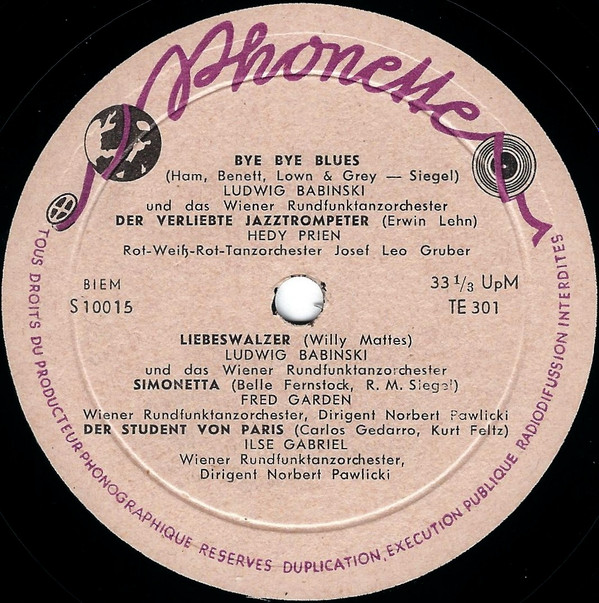 Phonette
BYE BYE BLUES
(Ham, Benett, Lown & Grey — Siegel)
LUDWIG BABINSKI
und das Wiener Rundfunktanzorchester
DER VERLIEBTE JAZZTROMPETER (Erwin Lehn)
HEDY PRIEN
Rot-Weiß-Rot-Tanzorchester Josef Leo Gruber
BIEM
S 10015
33 1/3 UpM
TE 301
LIEBESWALZER (Willy Mattes)
LUDWIG BABINSKI
und das Wiener Rundfunktanzorchester
SIMONETTA (Belle Fernstock, R. M. Siegel)
FRED GARDEN
Wiener Rundfunktanzorchester, Dirigent Norbert Pawlicki
DER STUDENT VON PARIS (Carlos Gedarro, Kurt Feltz)
ILSE GABRIEL
Wiener Rundfunktanzorchester,
Dirigent Norbert Pawlicki
TOUS DROITS DU PRODUCTEUR PHONOGRAPHIQUE RESERVES DUPLICATION, EXECUTION PUBLIQUE RADIODIFUSSION INTERDITES